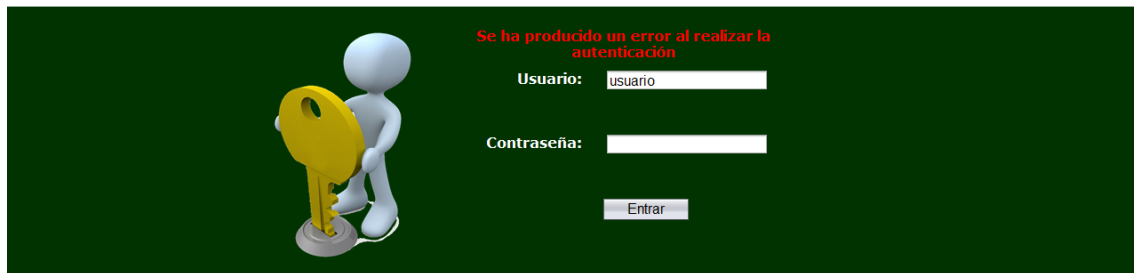 Se ha producido un error al realizar la
autenticación
Usuario: usuario
Contraseña:
Entrar